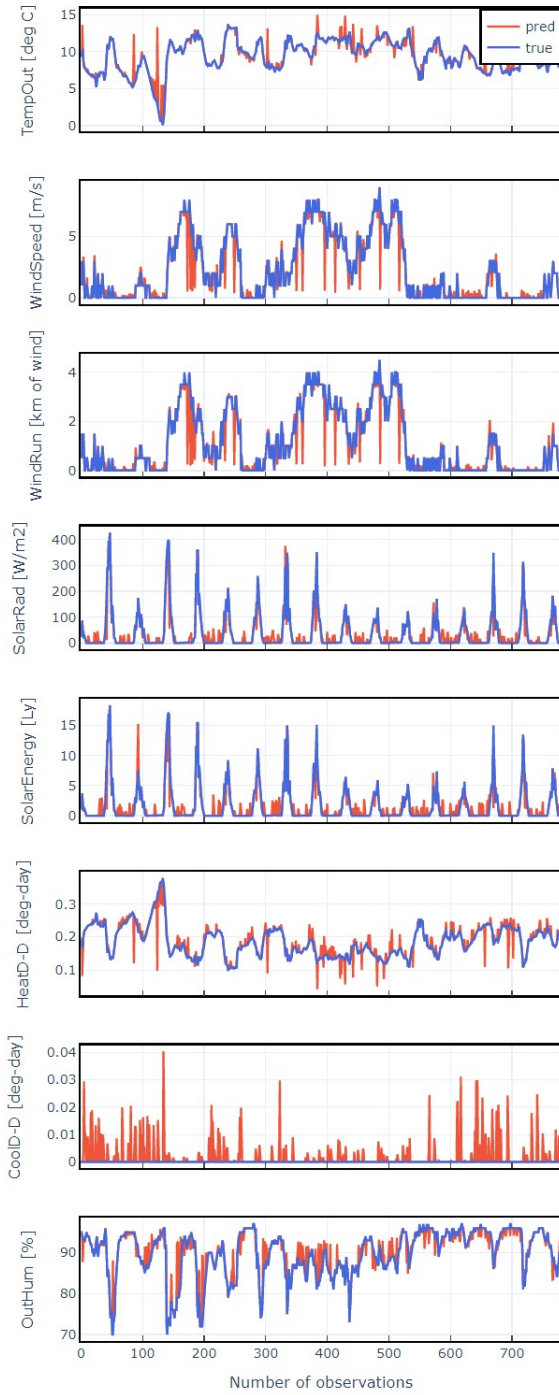 15
10
5
0
TempOut [deg C]
pred
true
5
0
WindSpeed [m/s]
4
2
0
WindRun [km of wind]
400
300
200
100
0
SolarRad [W/m2]
15
10
5
0
SolarEnergy [Ly]
0.3
0.2
0.1
HeatD-D [deg-day]
0.04
0.03
0.02
0.01
0
CoolD-D [deg-day]
90
80
70
OutHum [%]
0 100 200 300 400 500 600 700
Number of observations